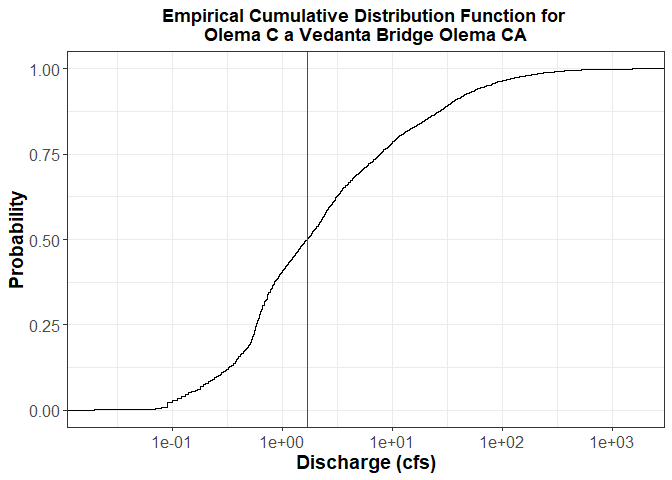 Empirical Cumulative Distribution Function for
Olema C a Vedanta Bridge Olema CA
1.00
0.75
0.50
0.25
0.00
Probability
1e-01 1e+00 1e+01 1e+02 1e+03
Discharge (cfs)